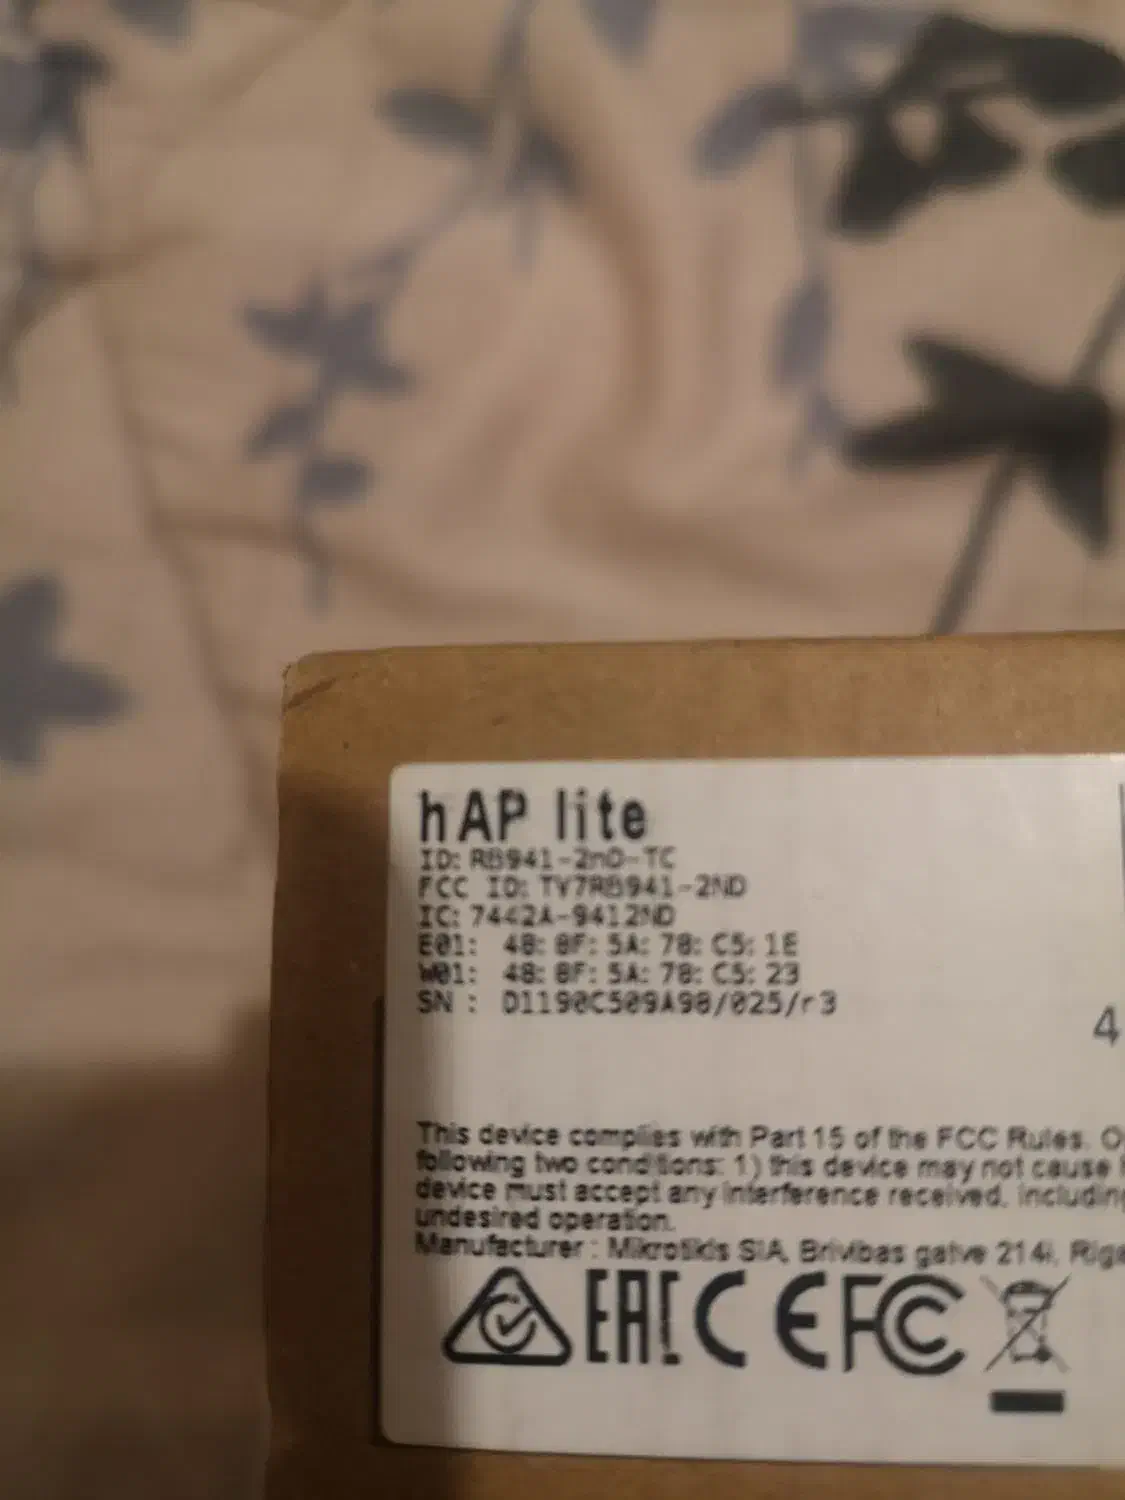 hAP lite
ID: RB941-2nD-TC
FCC ID: TV7RB941-2ND
IC: 7442A-9412ND
E01: 48: 8F: 5A: 78: C5: 1E
W01: 48: 8F: 5A: 78: C5: 23
SN : D1190C509A98/025/r3
4
This device complies with Part 15 of the FCC Rules. O
following two conditions: 1) this device may not cause
device must accept any interference received, including
undesired operation.
Manufacturer : Mikrotikls SIA, Brivibas gatve 214i, Riga
EAC CE FC